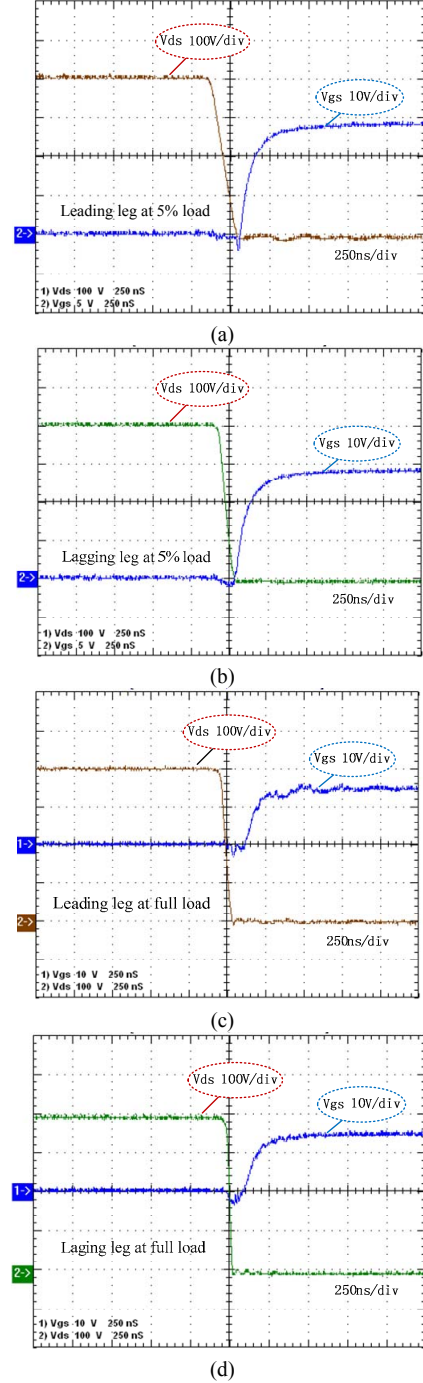 Vds 100V/div
Vgs 10V/div
Leading leg at 5% load
2->
250ns/div
1) Vds 100 V 250 nS
2) Vgs 5 V 250 nS
(a)
Vds 100V/div
Vgs 10V/div
Lagging leg at 5% load
2->
250ns/div
1) Vds 100 V 250 nS
2) Vgs 5 V 250 nS
(b)
Vds 100V/div
Vgs 10V/div
1->
Leading leg at full load
2->
250ns/div
1) Vgs 10 V 250 nS
2) Vds 100 V 250 nS
(c)
Vds 100V/div
Vgs 10V/div
1->
Laging leg at full load
2->
250ns/div
1) Vgs 10 V 250 nS
2) Vds 100 V 250 nS
(d)